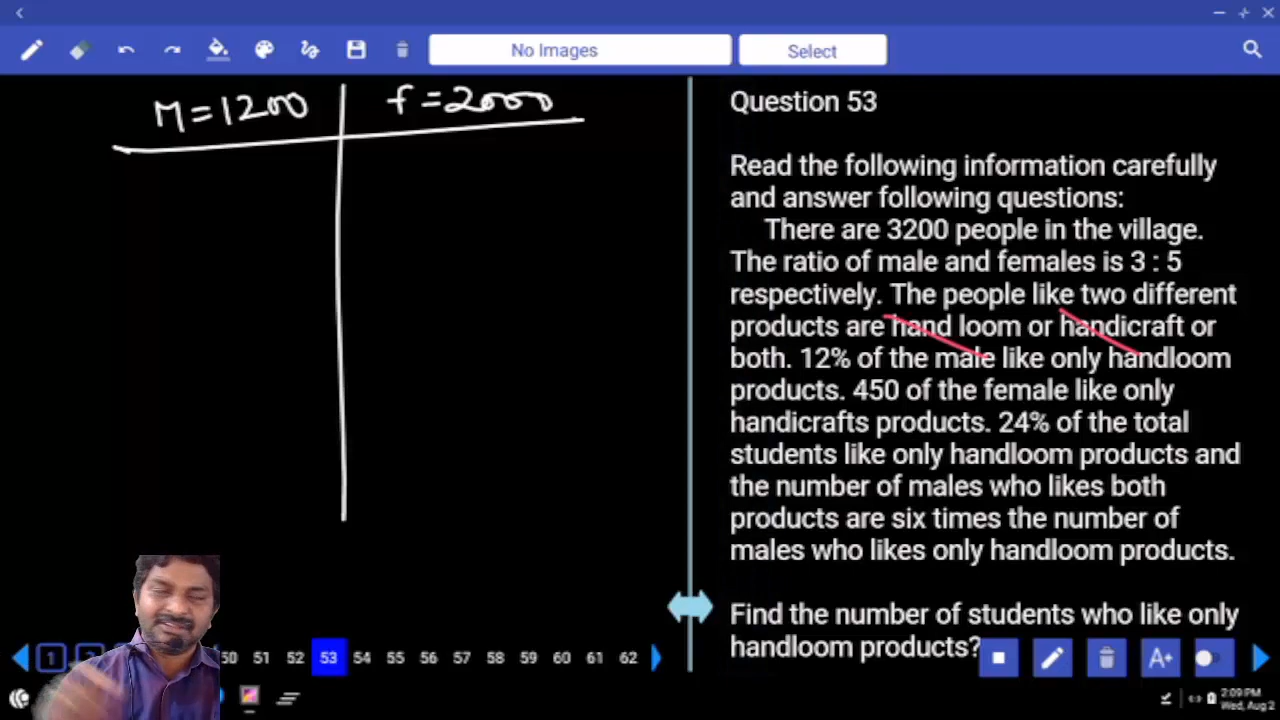 No Images
Select
M = 1200
f = 2000
Question 53
Read the following information carefully
and answer following questions:
There are 3200 people in the village.
The ratio of male and females is 3 : 5
respectively. The people like two different
products are hand loom or handicraft or
both. 12% of the male like only handloom
products. 450 of the female like only
handicrafts products. 24% of the total
students like only handloom products and
the number of males who likes both
products are six times the number of
males who likes only handloom products.
Find the number of students who like only
handloom products?
1 50 51 52 53 54 55 56 57 58 59 60 61 62
A+
2:09 PM
Wed, Aug 2